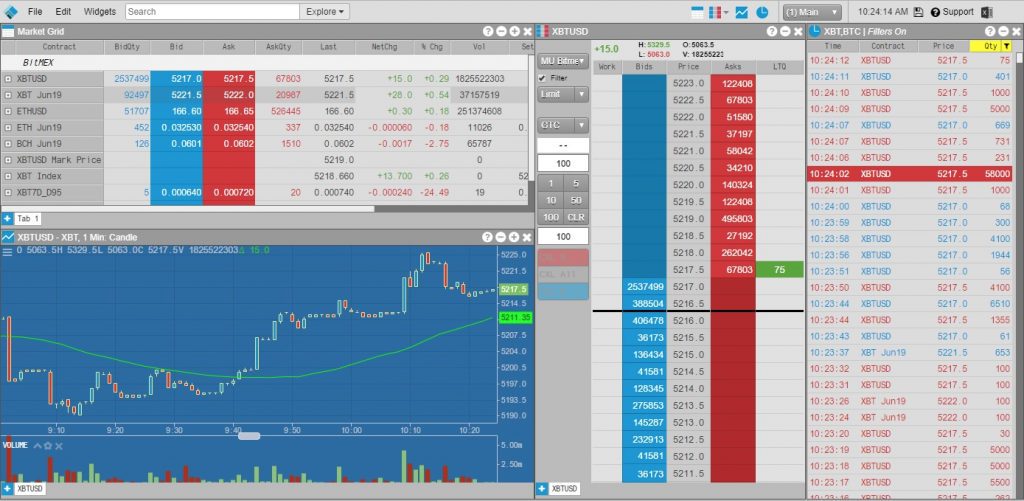 File Edit Widgets Search Explore (1) Main 10:24:14 AM Support
Market Grid
Contract BidQty Bid Ask AskQty Last NetChg % Chg Vol Set
BitMEX
XBTUSD 2537499 5217.0 5217.5 67803 5217.5 +15.0 +0.29 1825522303
XBT Jun19 92497 5221.5 5222.0 20987 5221.5 +28.0 +0.54 37157519
ETHUSD 51707 166.60 166.65 526445 166.60 +0.30 +0.18 251374608
ETH Jun19 452 0.032530 0.032540 337 0.032540 -0.000060 -0.18 11026
BCH Jun19 126 0.0601 0.0602 1510 0.0602 -0.0017 -2.75 65787
XBTUSD Mark Price 5219.0 0
XBT Index 5218.660 +13.700 +0.26 0 52
XBT7D_D95 5 0.000640 0.000720 20 0.000740 -0.000240 -24.49 19
Tab 1
XBTUSD - XBT, 1 Min: Candle
O 5063.5H 5329.5L 5063.0C 5217.5V 1825522303Δ 15.0
5225.0
5221.5
5217.5
5214.5
5211.35
5207.5
5204.0
5200.5
5197.0
5193.5
5190.0
9:10 9:20 9:30 9:40 9:50 10:00 10:10 10:20
VOLUME
5.00m
2.50m
XBTUSD
XBTUSD
+15.0 H: 5329.5 O: 5063.5
L: 5063.0 V: 18255223
MU_Bitme
Filter
Limit
GTC
--
100
1 5
10 50
100 CLR
100
CXL All
Work Bids Price Asks LTQ
5223.0 122408
5222.5 67803
5222.0 51580
5221.5 37197
5221.0 58042
5220.5 34210
5220.0 140324
5219.5 122408
5219.0 495803
5218.5 27192
5218.0 262042
5217.5 67803 75
2537499 5217.0
388504 5216.5
406478 5216.0
36173 5215.5
136434 5215.0
41581 5214.5
128345 5214.0
275853 5213.5
145287 5213.0
232913 5212.5
41581 5212.0
36173 5211.5
XBTUSD
XBT,BTC | Filters On
Time Contract Price Qty
10:24:12 XBTUSD 5217.5 75
10:24:11 XBTUSD 5217.0 401
10:24:10 XBTUSD 5217.5 1000
10:24:09 XBTUSD 5217.5 5000
10:24:07 XBTUSD 5217.0 669
10:24:07 XBTUSD 5217.5 731
10:24:06 XBTUSD 5217.5 231
10:24:02 XBTUSD 5217.5 58000
10:24:01 XBTUSD 5217.5 1000
10:24:00 XBTUSD 5217.0 68
10:23:59 XBTUSD 5217.0 300
10:23:58 XBTUSD 5217.0 4100
10:23:56 XBTUSD 5217.0 1944
10:23:51 XBTUSD 5217.0 56
10:23:50 XBTUSD 5217.5 4100
10:23:44 XBTUSD 5217.0 6510
10:23:44 XBTUSD 5217.5 1355
10:23:43 XBTUSD 5217.0 61
10:23:37 XBT Jun19 5221.5 653
10:23:32 XBTUSD 5217.5 100
10:23:31 XBTUSD 5217.5 100
10:23:26 XBT Jun19 5222.0 100
10:23:24 XBT Jun19 5222.0 100
10:23:20 XBTUSD 5217.5 30
10:23:19 XBTUSD 5217.5 5000
10:23:18 XBTUSD 5217.5 5000
10:23:17 XBTUSD 5217.5 5000